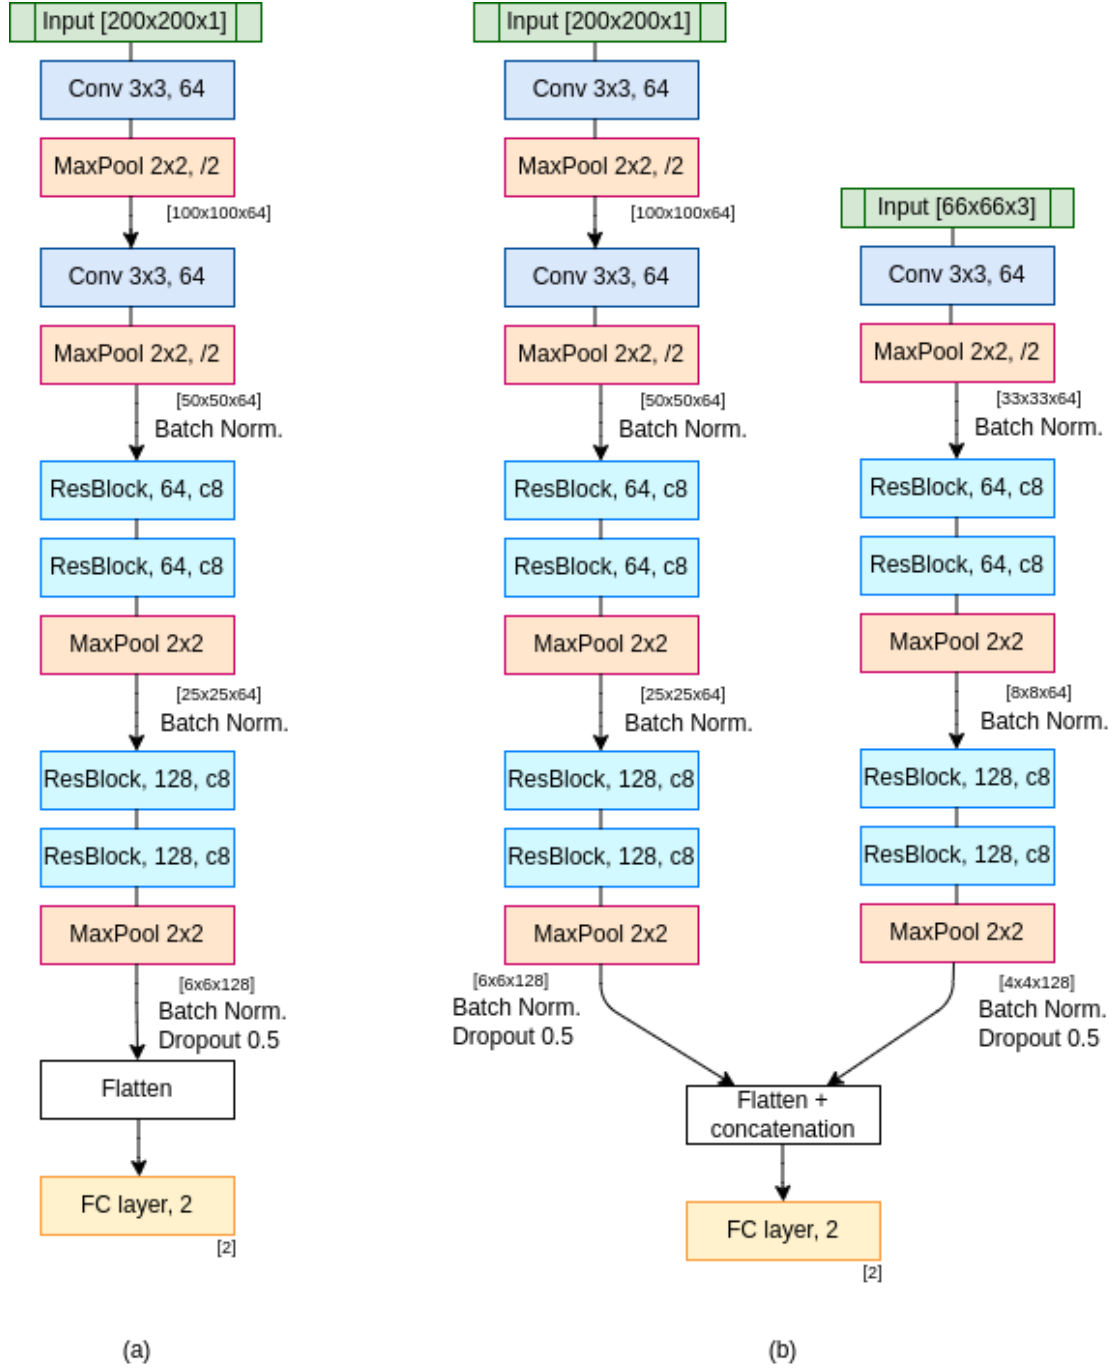 Input [200x200x1]
Conv 3x3, 64
MaxPool 2x2, /2
[100x100x64]
Conv 3x3, 64
MaxPool 2x2, /2
[50x50x64]
Batch Norm.
ResBlock, 64, c8
ResBlock, 64, c8
MaxPool 2x2
[25x25x64]
Batch Norm.
ResBlock, 128, c8
ResBlock, 128, c8
MaxPool 2x2
[6x6x128]
Batch Norm.
Dropout 0.5
Flatten
FC layer, 2
[2]
(a)
Input [200x200x1]
Conv 3x3, 64
MaxPool 2x2, /2
[100x100x64]
Conv 3x3, 64
MaxPool 2x2, /2
[50x50x64]
Batch Norm.
ResBlock, 64, c8
ResBlock, 64, c8
MaxPool 2x2
[25x25x64]
Batch Norm.
ResBlock, 128, c8
ResBlock, 128, c8
MaxPool 2x2
[6x6x128]
Batch Norm.
Dropout 0.5
Input [66x66x3]
Conv 3x3, 64
MaxPool 2x2, /2
[33x33x64]
Batch Norm.
ResBlock, 64, c8
ResBlock, 64, c8
MaxPool 2x2
[8x8x64]
Batch Norm.
ResBlock, 128, c8
ResBlock, 128, c8
MaxPool 2x2
[4x4x128]
Batch Norm.
Dropout 0.5
Flatten +
concatenation
FC layer, 2
[2]
(b)